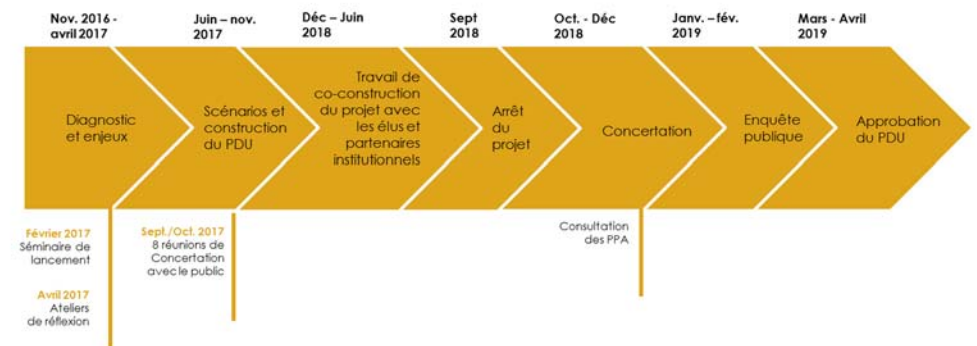 Nov. 2016 -
avril 2017
Juin – nov.
2017
Déc – Juin
2018
Sept
2018
Oct. - Déc
2018
Janv. – fév.
2019
Mars - Avril
2019
Diagnostic
et enjeux
Scénarios et
construction
du PDU
Travail de
co-construction
du projet avec
les élus et
partenaires
institutionnels
Arrêt
du
projet
Concertation
Enquête
publique
Approbation
du PDU
Février 2017
Séminaire de
lancement
Avril 2017
Ateliers
de réflexion
Sept./Oct. 2017
8 réunions de
Concertation
avec le public
Consultation
des PPA